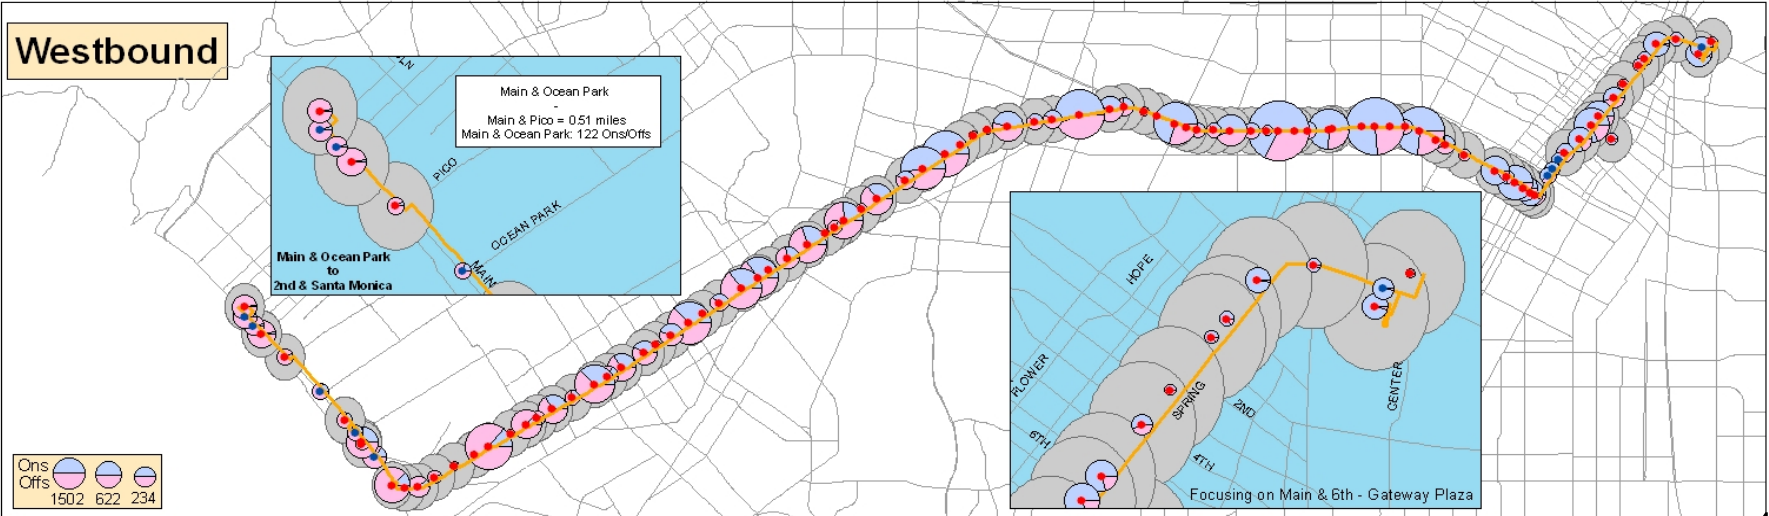 Westbound
LN
Main & Ocean Park
-
Main & Pico = 0.51 miles
Main & Ocean Park: 122 Ons/Offs
PICO
OCEAN PARK
MAIN
Main & Ocean Park
to
2nd & Santa Monica
HOPE
FLOWER
SPRING
2ND
CENTER
6TH
4TH
Focusing on Main & 6th - Gateway Plaza
Ons
Offs
1502 622 234